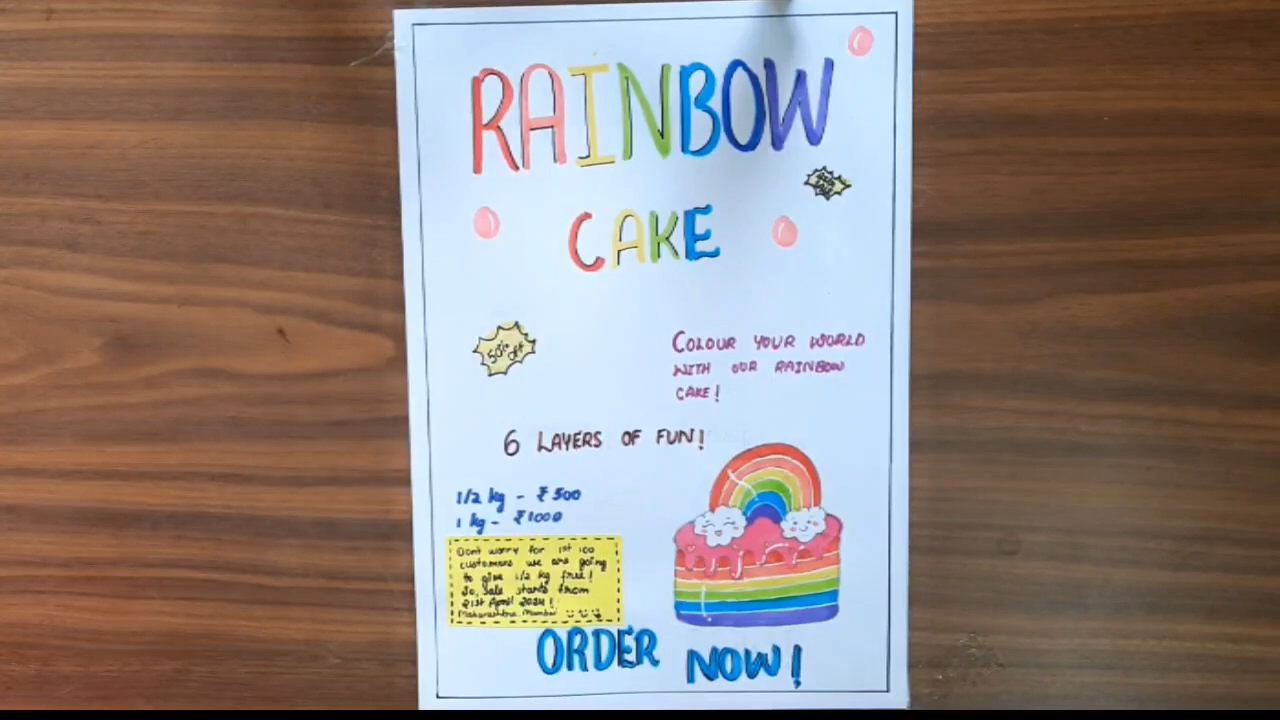 RAINBOW
CAKE
50% OFF
COLOUR YOUR WORLD
WITH OUR RAINBOW
CAKE!
6 LAYERS OF FUN!
1/2 kg - ₹500
1 kg - ₹1000
Dont worry for 1st 100
customers we are going
to give 1/2 kg free!
So, Sale starts from
21st April 2024!
Maharashtra, Mumbai
ORDER NOW!